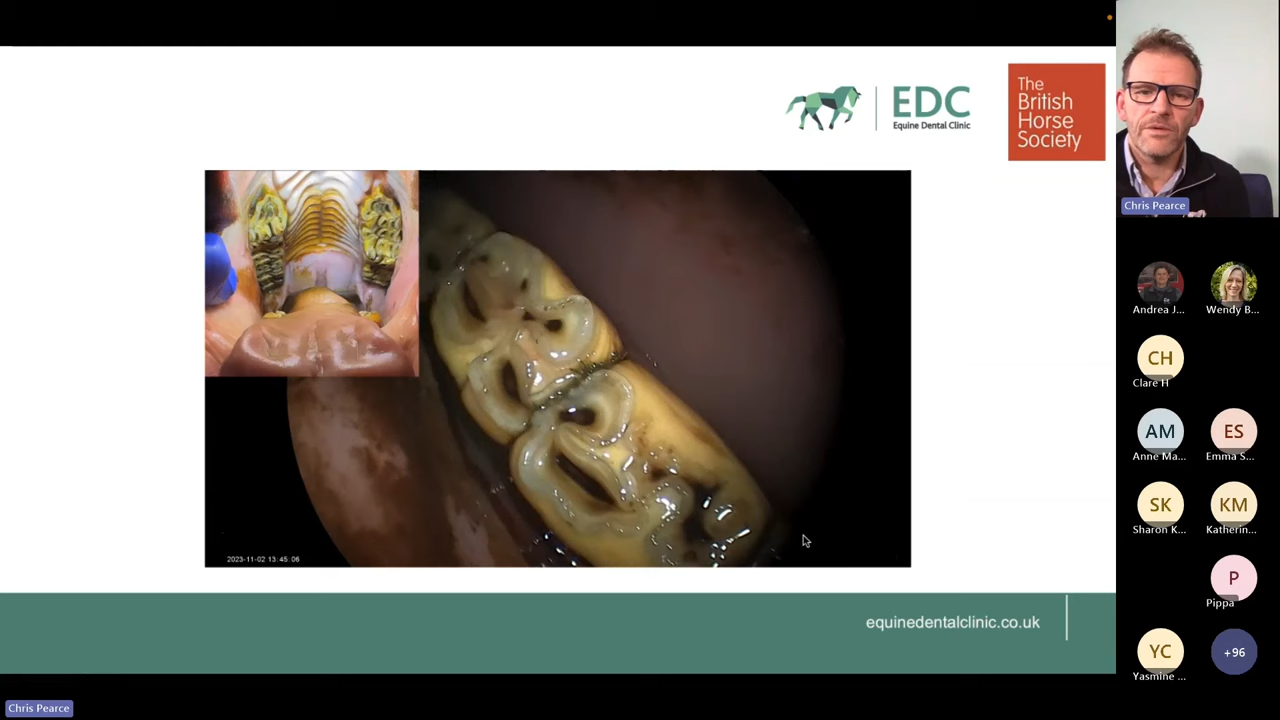 EDC
Equine Dental Clinic
The
British
Horse
Society
Chris Pearce
Andrea J...
Wendy B...
CH
Clare H
AM
Anne Ma...
ES
Emma S...
SK
Sharon K...
KM
Katherin...
P
Pippa
YC
Yasmine ...
+96
2023-11-02 13:45:06
equinedentalclinic.co.uk
Chris Pearce